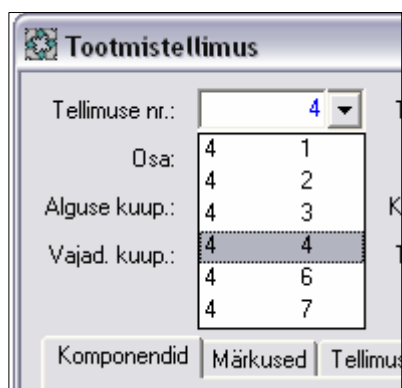 Tootmistellimus
Tellimuse nr.: 4
Osa:
Alguse kuup.:
Vajad. kuup.:
4 1
4 2
4 3
4 4
4 6
4 7
Komponendid Märkused